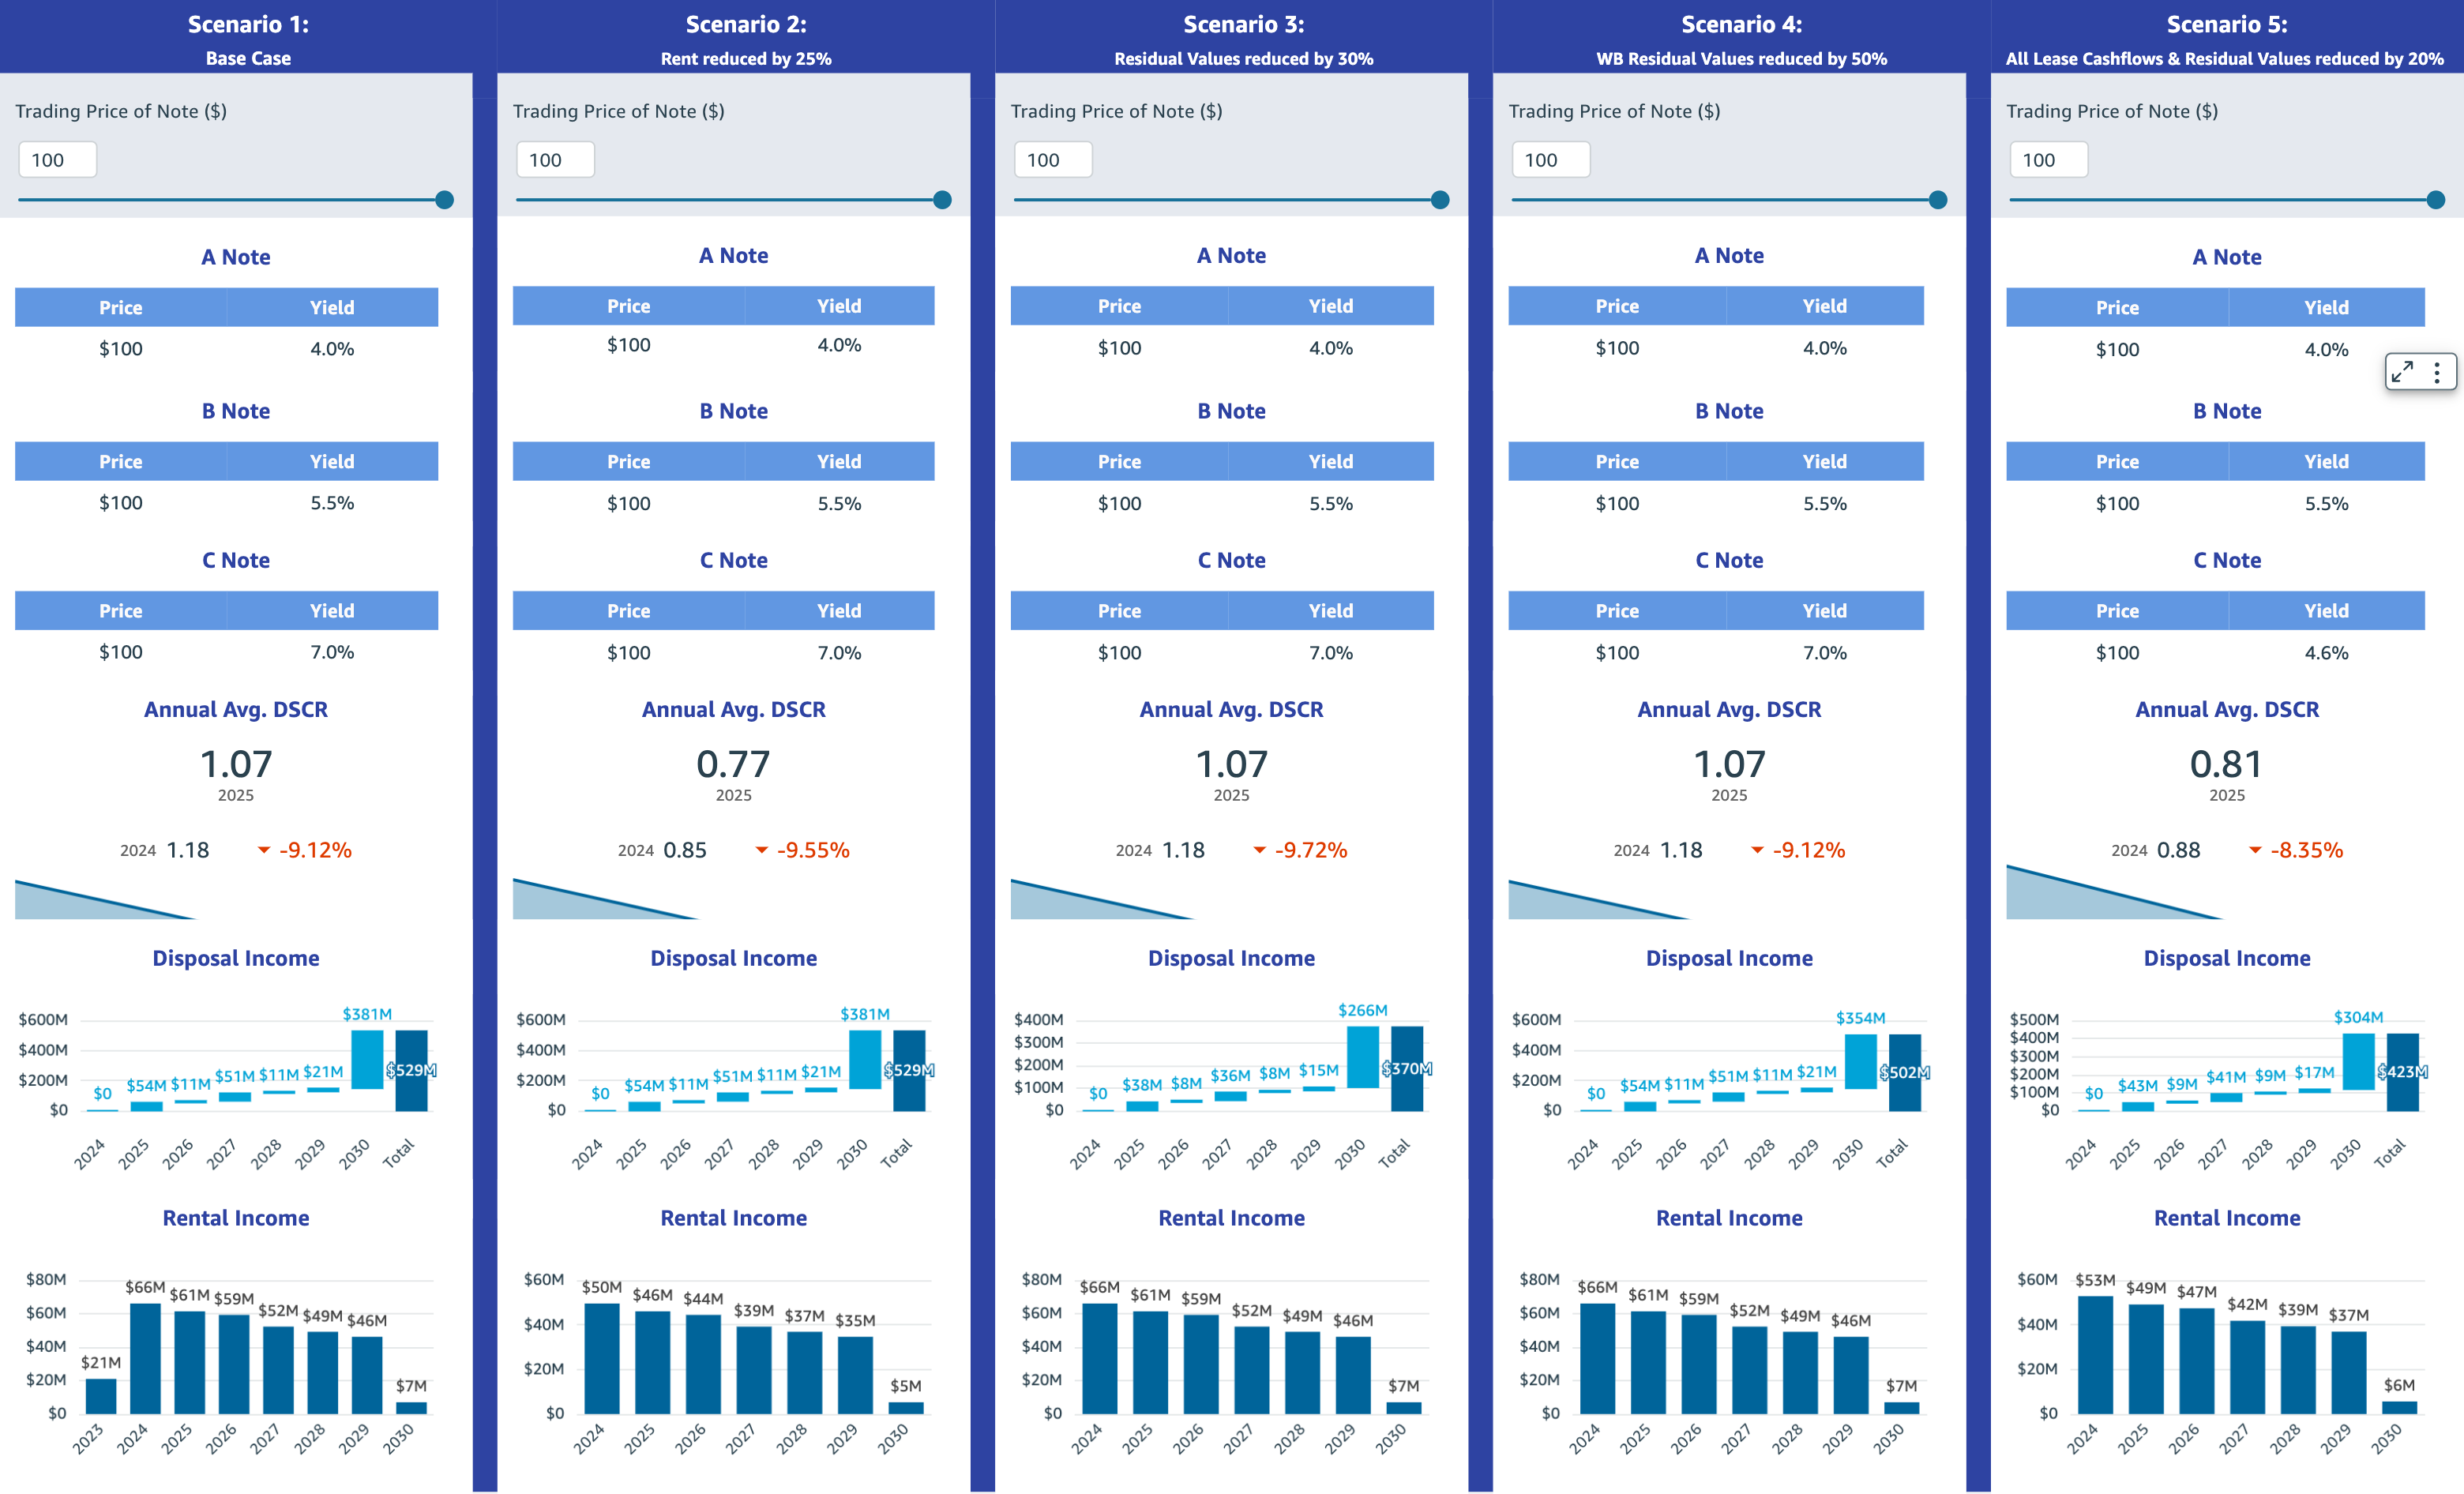 Scenario 1:
Base Case
Trading Price of Note ($)
100
A Note
Price Yield
$100 4.0%
B Note
Price Yield
$100 5.5%
C Note
Price Yield
$100 7.0%
Annual Avg. DSCR
1.07
2025
2024 1.18 -9.12%
Disposal Income
$600M
$400M
$200M
$0
$0 $54M $11M $51M $11M $21M $381M $529M
2024 2025 2026 2027 2028 2029 2030 Total
Rental Income
$80M
$60M
$40M
$20M
$0
$21M $66M $61M $59M $52M $49M $46M $7M
2023 2024 2025 2026 2027 2028 2029 2030
Scenario 2:
Rent reduced by 25%
Trading Price of Note ($)
100
A Note
Price Yield
$100 4.0%
B Note
Price Yield
$100 5.5%
C Note
Price Yield
$100 7.0%
Annual Avg. DSCR
0.77
2025
2024 0.85 -9.55%
Disposal Income
$600M
$400M
$200M
$0
$0 $54M $11M $51M $11M $21M $381M $529M
2024 2025 2026 2027 2028 2029 2030 Total
Rental Income
$60M
$40M
$20M
$0
$50M $46M $44M $39M $37M $35M $5M
2024 2025 2026 2027 2028 2029 2030
Scenario 3:
Residual Values reduced by 30%
Trading Price of Note ($)
100
A Note
Price Yield
$100 4.0%
B Note
Price Yield
$100 5.5%
C Note
Price Yield
$100 7.0%
Annual Avg. DSCR
1.07
2025
2024 1.18 -9.72%
Disposal Income
$400M
$300M
$200M
$100M
$0
$0 $38M $8M $36M $8M $15M $266M $370M
2024 2025 2026 2027 2028 2029 2030 Total
Rental Income
$80M
$60M
$40M
$20M
$0
$66M $61M $59M $52M $49M $46M $7M
2024 2025 2026 2027 2028 2029 2030
Scenario 4:
WB Residual Values reduced by 50%
Trading Price of Note ($)
100
A Note
Price Yield
$100 4.0%
B Note
Price Yield
$100 5.5%
C Note
Price Yield
$100 7.0%
Annual Avg. DSCR
1.07
2025
2024 1.18 -9.12%
Disposal Income
$600M
$400M
$200M
$0
$0 $54M $11M $51M $11M $21M $354M $502M
2024 2025 2026 2027 2028 2029 2030 Total
Rental Income
$80M
$60M
$40M
$20M
$0
$66M $61M $59M $52M $49M $46M $7M
2024 2025 2026 2027 2028 2029 2030
Scenario 5:
All Lease Cashflows & Residual Values reduced by 20%
Trading Price of Note ($)
100
A Note
Price Yield
$100 4.0%
B Note
Price Yield
$100 5.5%
C Note
Price Yield
$100 4.6%
Annual Avg. DSCR
0.81
2025
2024 0.88 -8.35%
Disposal Income
$500M
$400M
$300M
$200M
$100M
$0
$0 $43M $9M $41M $9M $17M $304M $423M
2024 2025 2026 2027 2028 2029 2030 Total
Rental Income
$60M
$40M
$20M
$0
$53M $49M $47M $42M $39M $37M $6M
2024 2025 2026 2027 2028 2029 2030